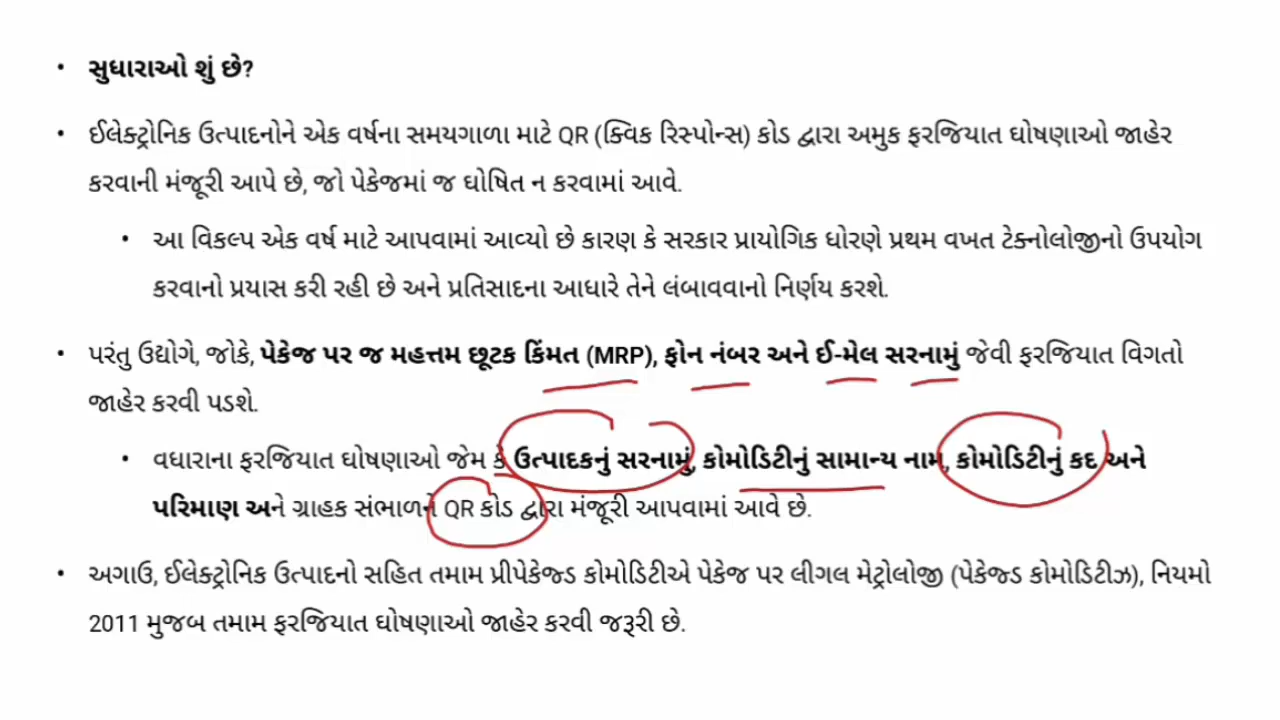 • સુધારાઓ શું છે?
• ઈલેક્ટ્રોનિક ઉત્પાદનોને એક વર્ષના સમયગાળા માટે QR (ક્વિક રિસ્પોન્સ) કોડ દ્વારા અમુક ફરજિયાત ઘોષણાઓ જાહેર
કરવાની મંજૂરી આપે છે, જો પેકેજમાં જ ઘોષિત ન કરવામાં આવે.
• આ વિકલ્પ એક વર્ષ માટે આપવામાં આવ્યો છે કારણ કે સરકાર પ્રાયોગિક ધોરણે પ્રથમ વખત ટેક્નોલોજીનો ઉપયોગ
કરવાનો પ્રયાસ કરી રહી છે અને પ્રતિસાદના આધારે તેને લંબાવવાનો નિર્ણય કરશે.
• પરંતુ ઉદ્યોગે, જોકે, પેકેજ પર જ મહત્તમ છૂટક કિંમત (MRP), ફોન નંબર અને ઈ-મેલ સરનામું જેવી ફરજિયાત વિગતો
જાહેર કરવી પડશે.
• વધારાના ફરજિયાત ઘોષણાઓ જેમ કે ઉત્પાદકનું સરનામું, કોમોડિટીનું સામાન્ય નામ, કોમોડિટીનું કદ અને
પરિમાણ અને ગ્રાહક સંભાળને QR કોડ દ્વારા મંજૂરી આપવામાં આવે છે.
• અગાઉ, ઈલેક્ટ્રોનિક ઉત્પાદનો સહિત તમામ પ્રીપેકેજ્ડ કોમોડિટીએ પેકેજ પર લીગલ મેટ્રોલોજી (પેકેજ્ડ કોમોડિટીઝ), નિયમો
2011 મુજબ તમામ ફરજિયાત ઘોષણાઓ જાહેર કરવી જરૂરી છે.